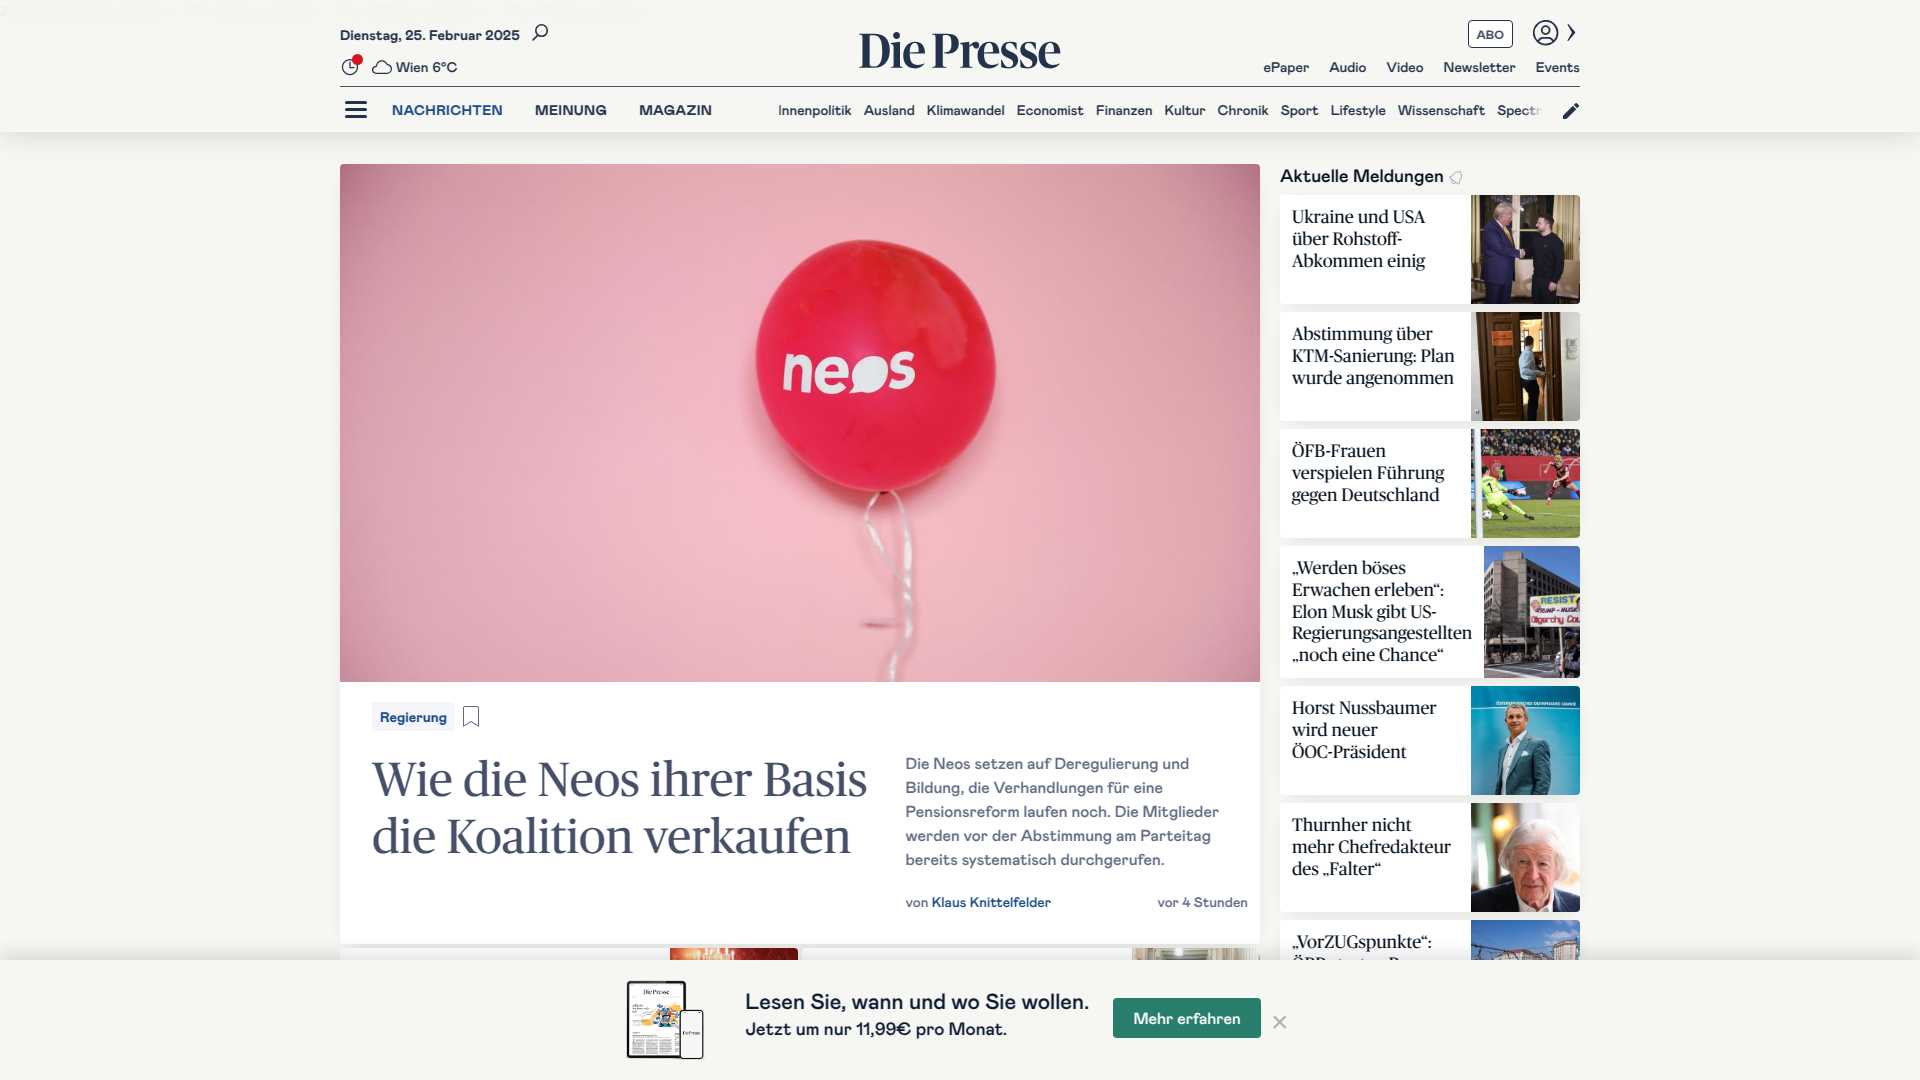 Dienstag, 25. Februar 2025
Wien 6°C
Die Presse
ABO
ePaper Audio Video Newsletter Events
NACHRICHTEN MEINUNG MAGAZIN
Innenpolitik Ausland Klimawandel Economist Finanzen Kultur Chronik Sport Lifestyle Wissenschaft
neos
Regierung
Wie die Neos ihrer Basis
die Koalition verkaufen
Die Neos setzen auf Deregulierung und
Bildung, die Verhandlungen für eine
Pensionsreform laufen noch. Die Mitglieder
werden vor der Abstimmung am Parteitag
bereits systematisch durchgerufen.
von Klaus Knittelfelder vor 4 Stunden
Aktuelle Meldungen
Ukraine und USA
über Rohstoff-
Abkommen einig
Abstimmung über
KTM-Sanierung: Plan
wurde angenommen
ÖFB-Frauen
verspielen Führung
gegen Deutschland
„Werden böses
Erwachen erleben“:
Elon Musk gibt US-
Regierungsangestellten
„noch eine Chance“
RESIST
Horst Nussbaumer
wird neuer
ÖOC-Präsident
Thurnher nicht
mehr Chefredakteur
des „Falter“
„VorZUGspunkte“:
Die Presse
Die Presse
Lesen Sie, wann und wo Sie wollen.
Jetzt um nur 11,99€ pro Monat.
Mehr erfahren